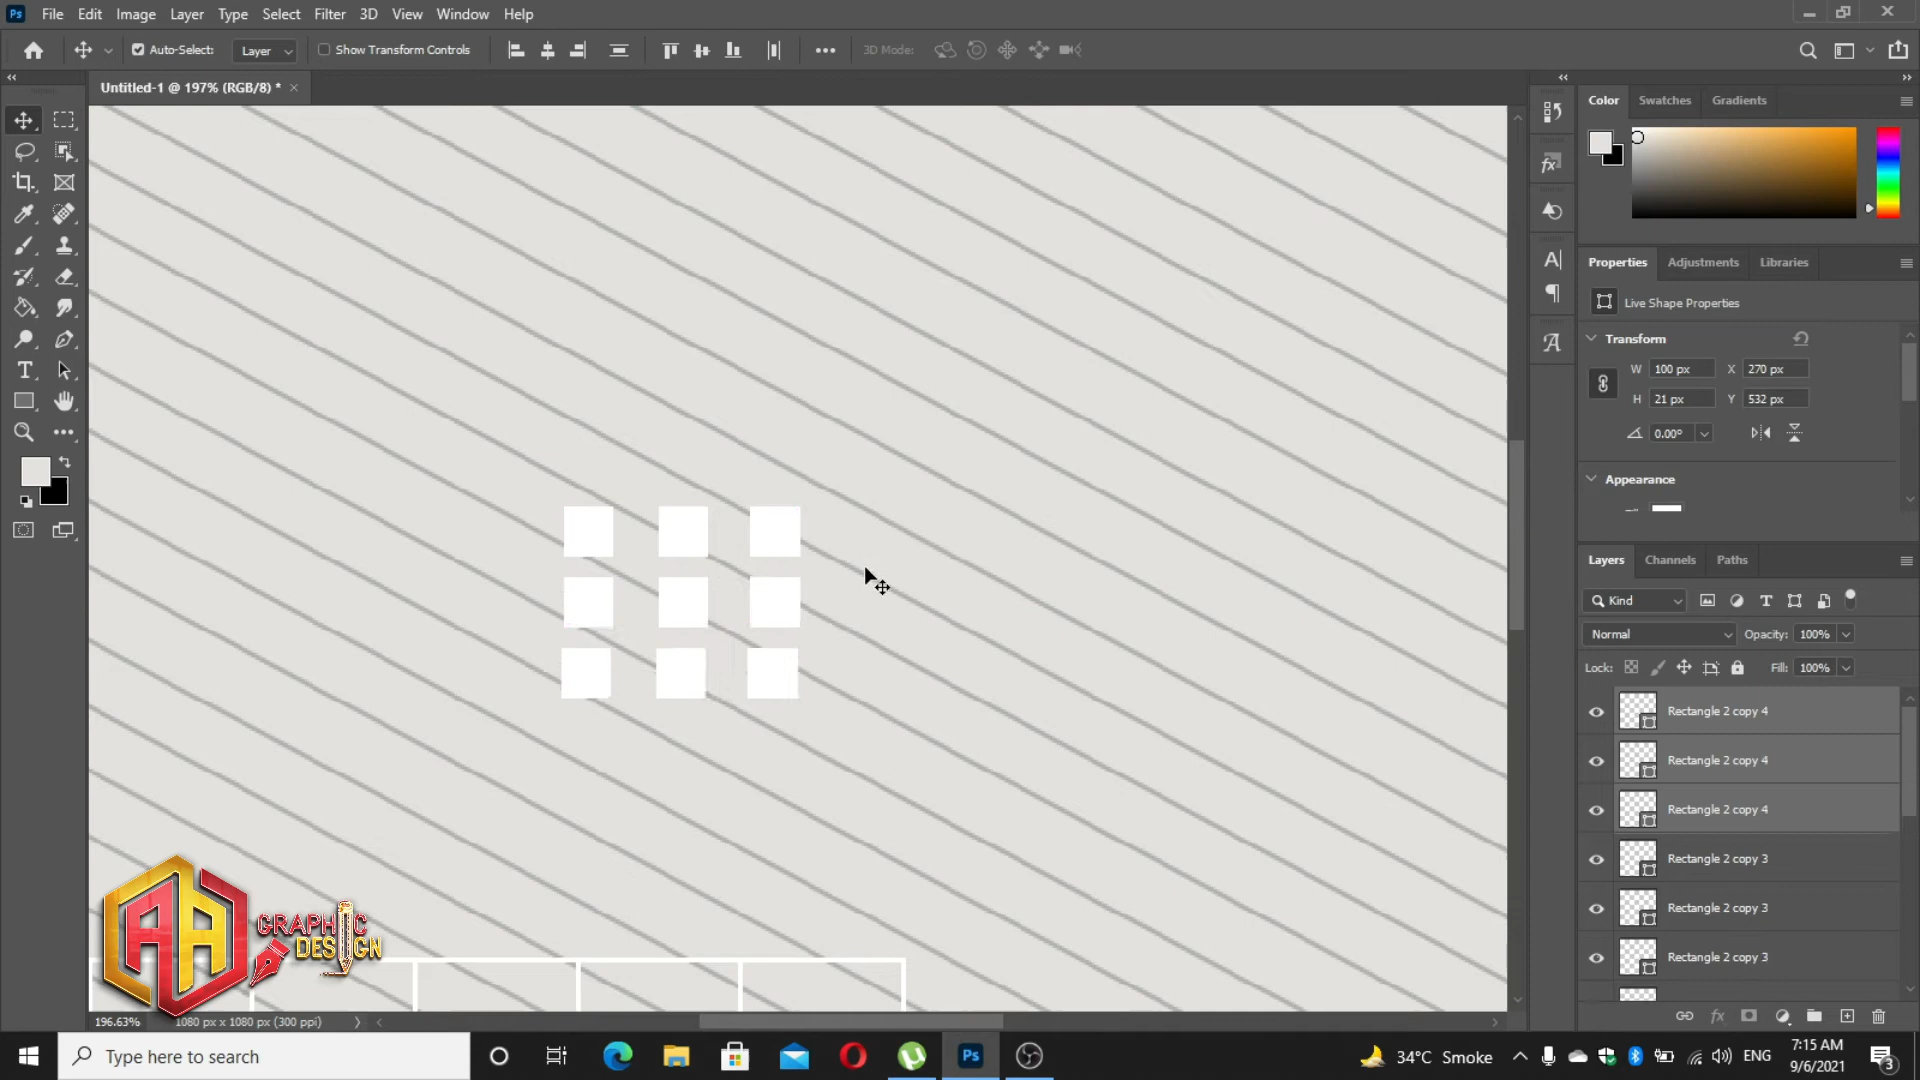 Ps File Edit Image Layer Type Select Filter 3D View Window Help
Auto-Select: Layer Show Transform Controls 3D Mode:
Untitled-1 @ 197% (RGB/8) *
Color Swatches Gradients
Properties Adjustments Libraries
Live Shape Properties
Transform
W 100 px X 270 px
H 21 px Y 532 px
0.00°
Appearance
Layers Channels Paths
Kind
Normal Opacity: 100%
Lock: Fill: 100%
Rectangle 2 copy 4
Rectangle 2 copy 4
Rectangle 2 copy 4
Rectangle 2 copy 3
Rectangle 2 copy 3
Rectangle 2 copy 3
AA GRAPHIC
DESIGN
196.63% 1080 px x 1080 px (300 ppi)
Type here to search
Ps
34°C Smoke
ENG
7:15 AM
9/6/2021
3